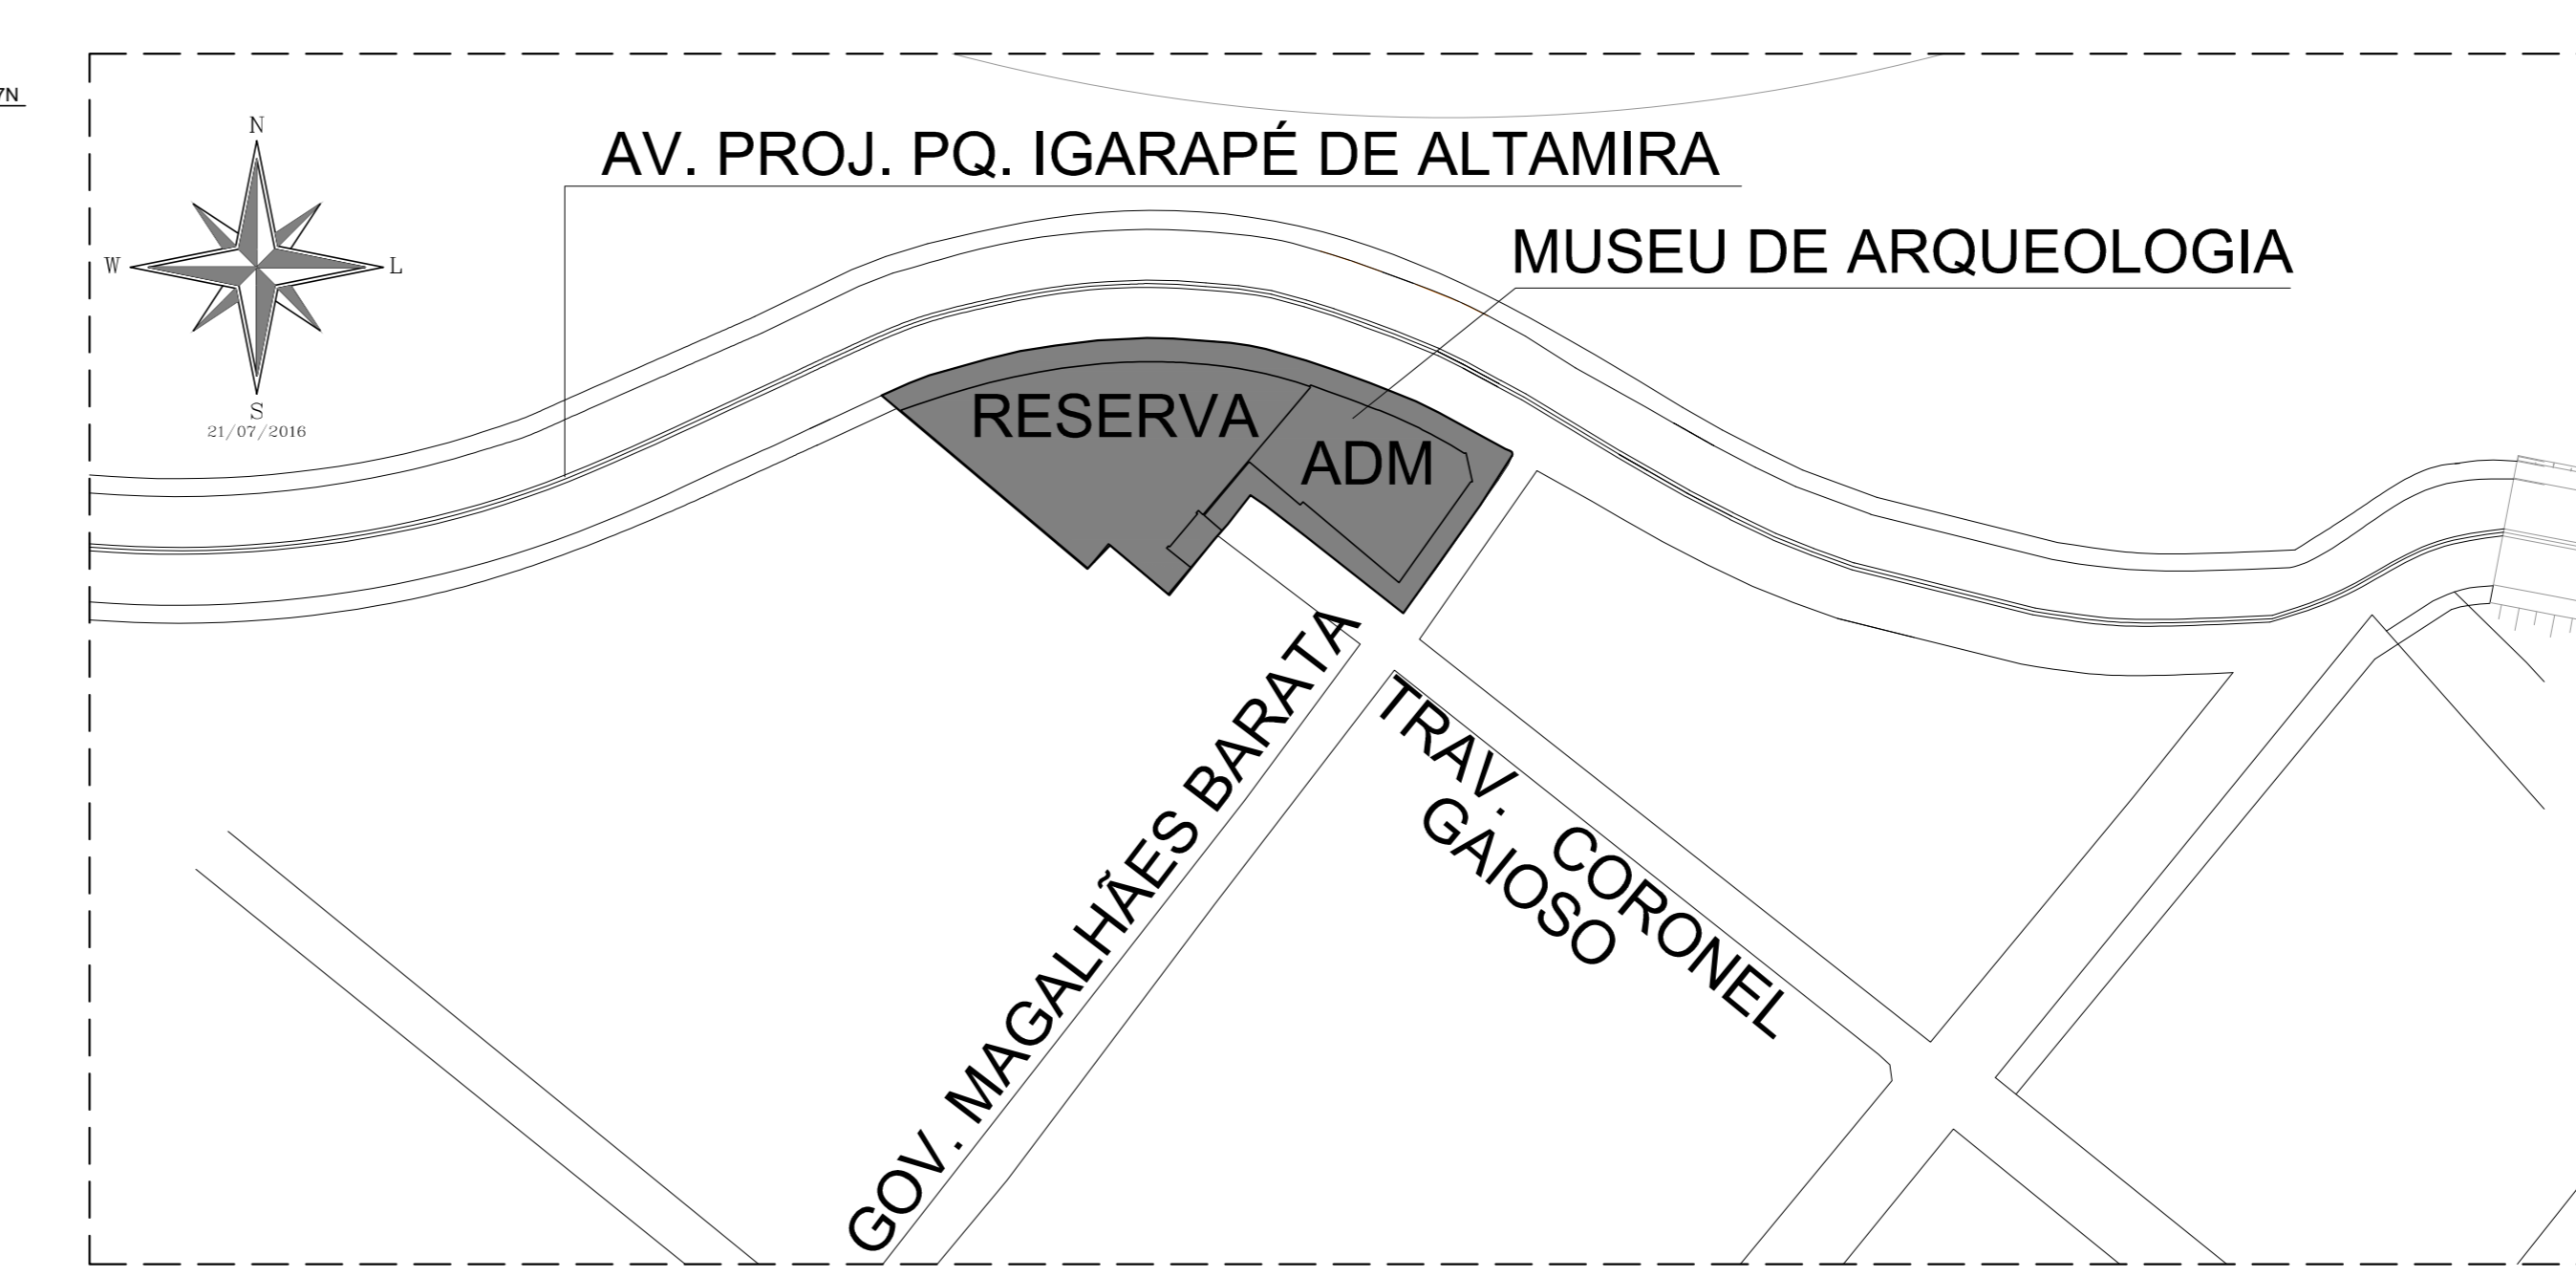 7N
N
W
L
S
21/07/2016
AV. PROJ. PQ. IGARAPÉ DE ALTAMIRA
MUSEU DE ARQUEOLOGIA
RESERVA
ADM
GOV. MAGALHÃES BARATA
TRAV. CORONEL
GAIOSO